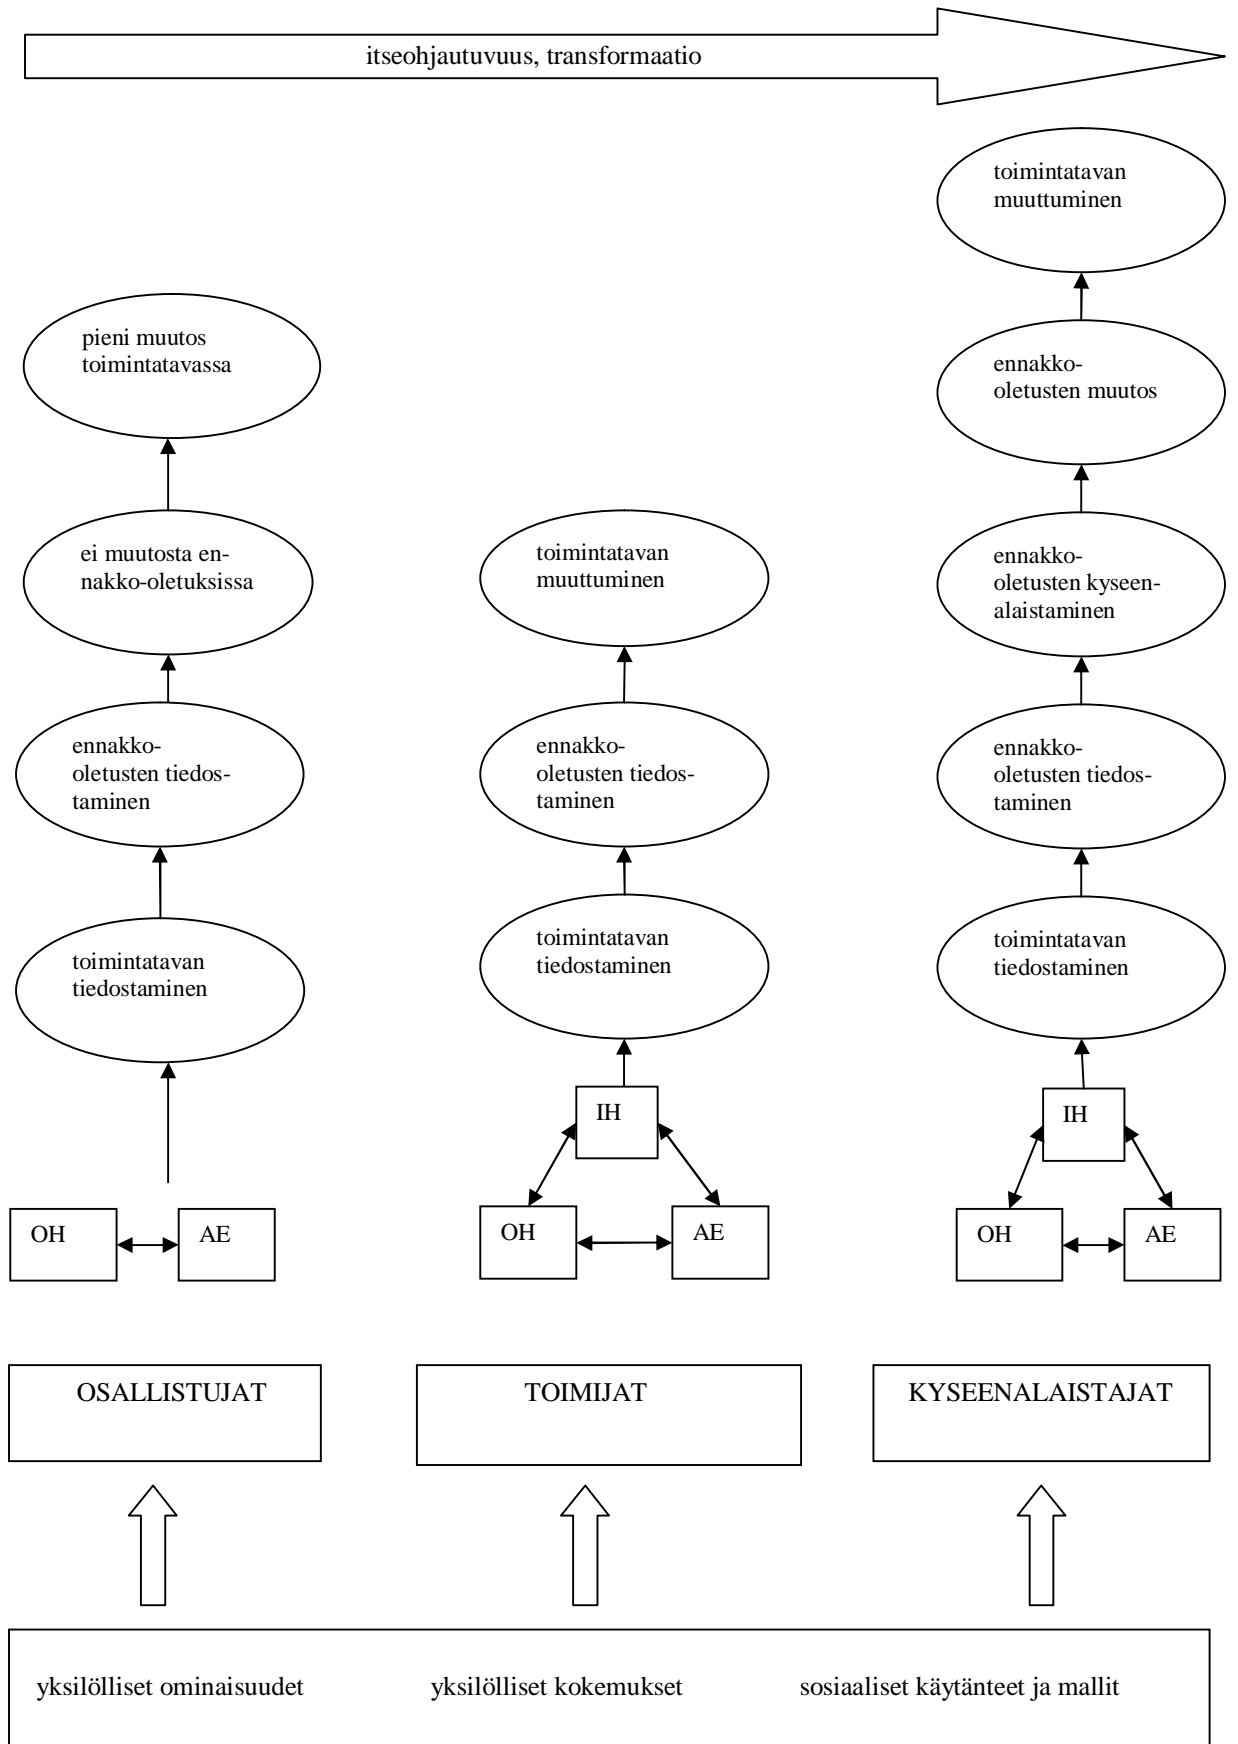 itseohjautuvuus, transformaatio
pieni muutos
toimintatavassa
ei muutosta en-
nakko-oletuksissa
ennakko-
oletusten tiedos-
taminen
toimintatavan
tiedostaminen
OH
AE
toimintatavan
muuttuminen
ennakko-
oletusten tiedos-
taminen
toimintatavan
tiedostaminen
IH
OH
AE
toimintatavan
muuttuminen
ennakko-
oletusten muutos
ennakko-
oletusten kyseen-
alaistaminen
ennakko-
oletusten tiedos-
taminen
toimintatavan
tiedostaminen
IH
OH
AE
OSALLISTUJAT
TOIMIJAT
KYSEENALAISTAJAT
yksilölliset ominaisuudet
yksilölliset kokemukset
sosiaaliset käytänteet ja mallit